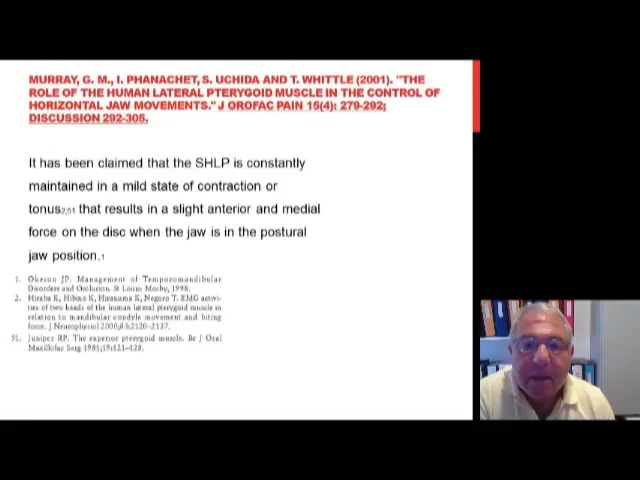 MURRAY, G. M., I. PHANACHET, S. UCHIDA AND T. WHITTLE (2001). "THE
ROLE OF THE HUMAN LATERAL PTERYGOID MUSCLE IN THE CONTROL OF
HORIZONTAL JAW MOVEMENTS." J OROFAC PAIN 15(4): 279-292;
DISCUSSION 292-305.
It has been claimed that the SHLP is constantly
maintained in a mild state of contraction or
tonus2,51 that results in a slight anterior and medial
force on the disc when the jaw is in the postural
jaw position.1
1. Okeson JP. Management of Temporomandibular
Disorders and Occlusion. St Louis: Mosby, 1998.
2. Hiraba K, Hibino K, Hiranuma K, Negoro T. EMG activi-
ties of two heads of the human lateral pterygoid muscle in
relation to mandibular condyle movement and biting
force. J Neurophysiol 2000;83:2120–2137.
51. Juniper RP. The superior pterygoid muscle. Br J Oral
Maxillofac Surg 1981;19:121–128.